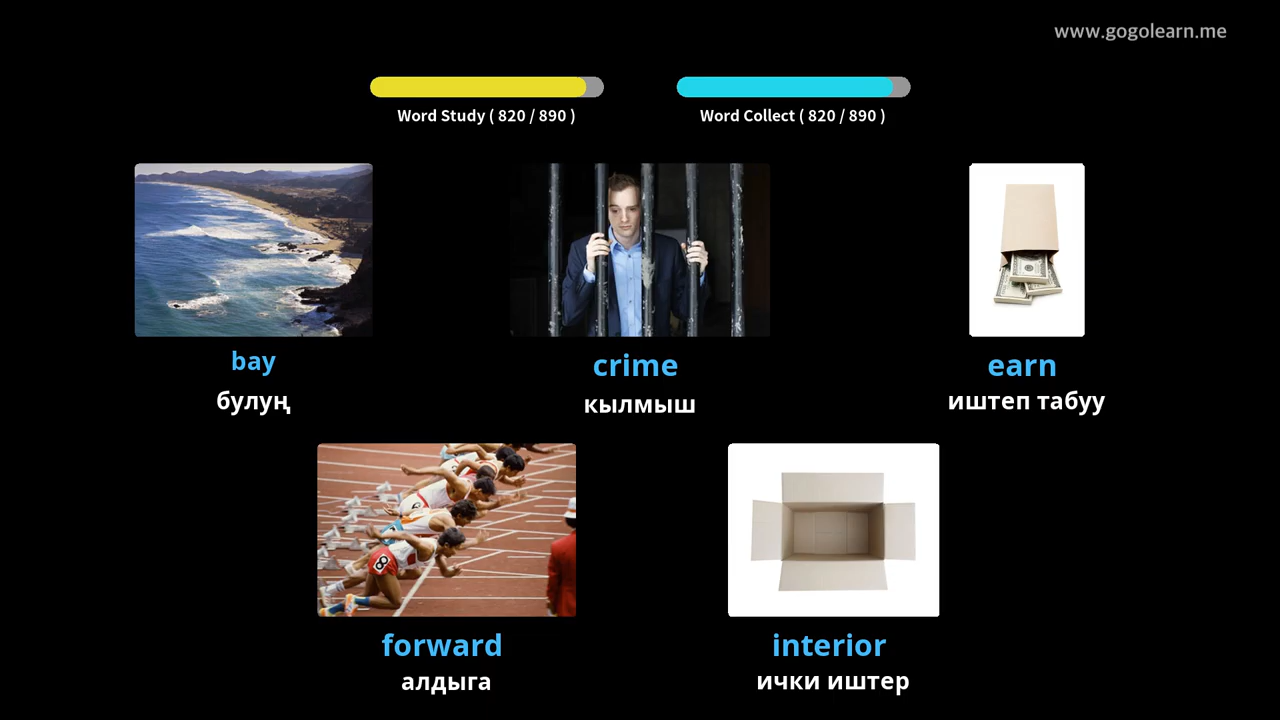 www.gogolearn.me
Word Study ( 820 / 890 )
Word Collect ( 820 / 890 )
bay
булуң
crime
кылмыш
earn
иштеп табуу
forward
алдыга
interior
ички иштер